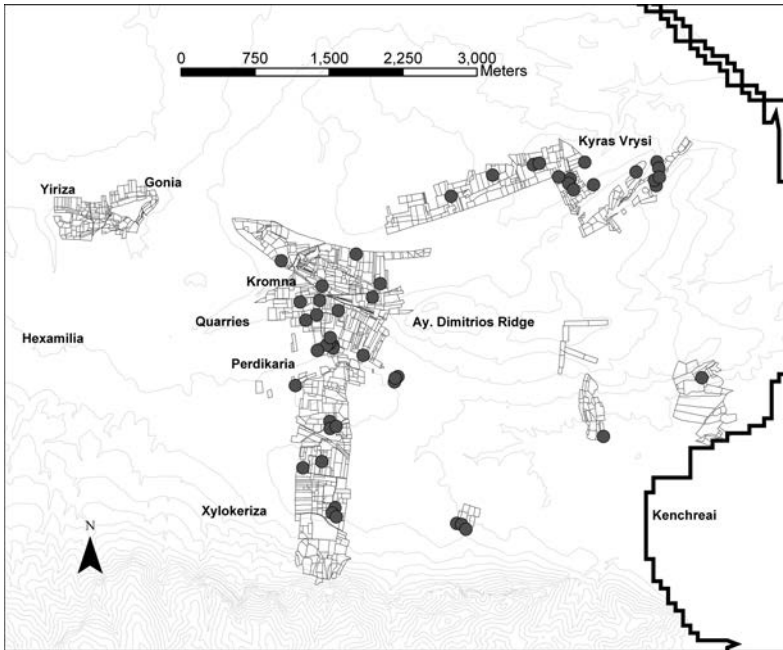 0 750 1,500 2,250 3,000
Meters
Kyras Vrysi
Yiriza
Gonia
Kromna
Quarries
Ay. Dimitrios Ridge
Hexamilia
Perdikaria
Xylokeriza
Kenchreai
N